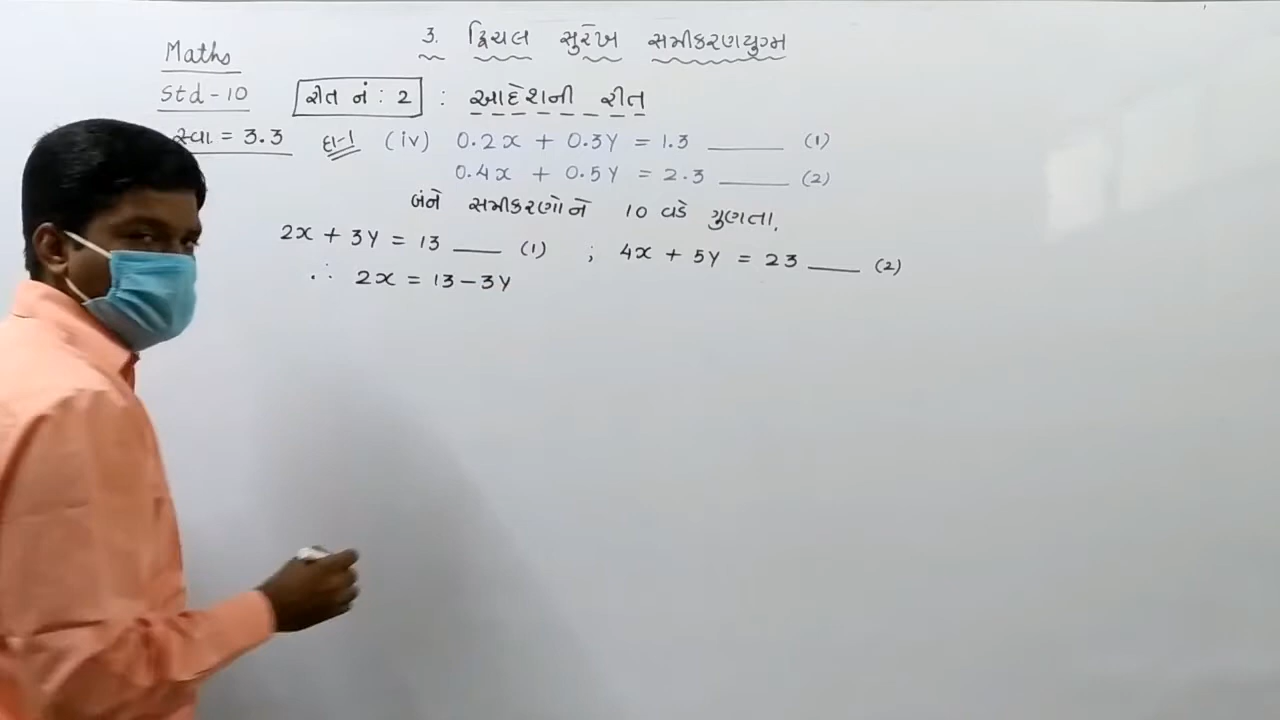 3. દ્વિચલ સુરેખ સમીકરણયુગ્મ
Maths
Std - 10 રીત નં : 2 : આદેશની રીત
સ્વા = 3.3 દા-1 (iv) 0.2x + 0.3y = 1.3 ____ (1)
0.4x + 0.5y = 2.3 ____ (2)
બંને સમીકરણોને 10 વડે ગુણતા,
2x + 3y = 13 ____ (1) ; 4x + 5y = 23 ____ (2)
∴ 2x = 13 – 3y